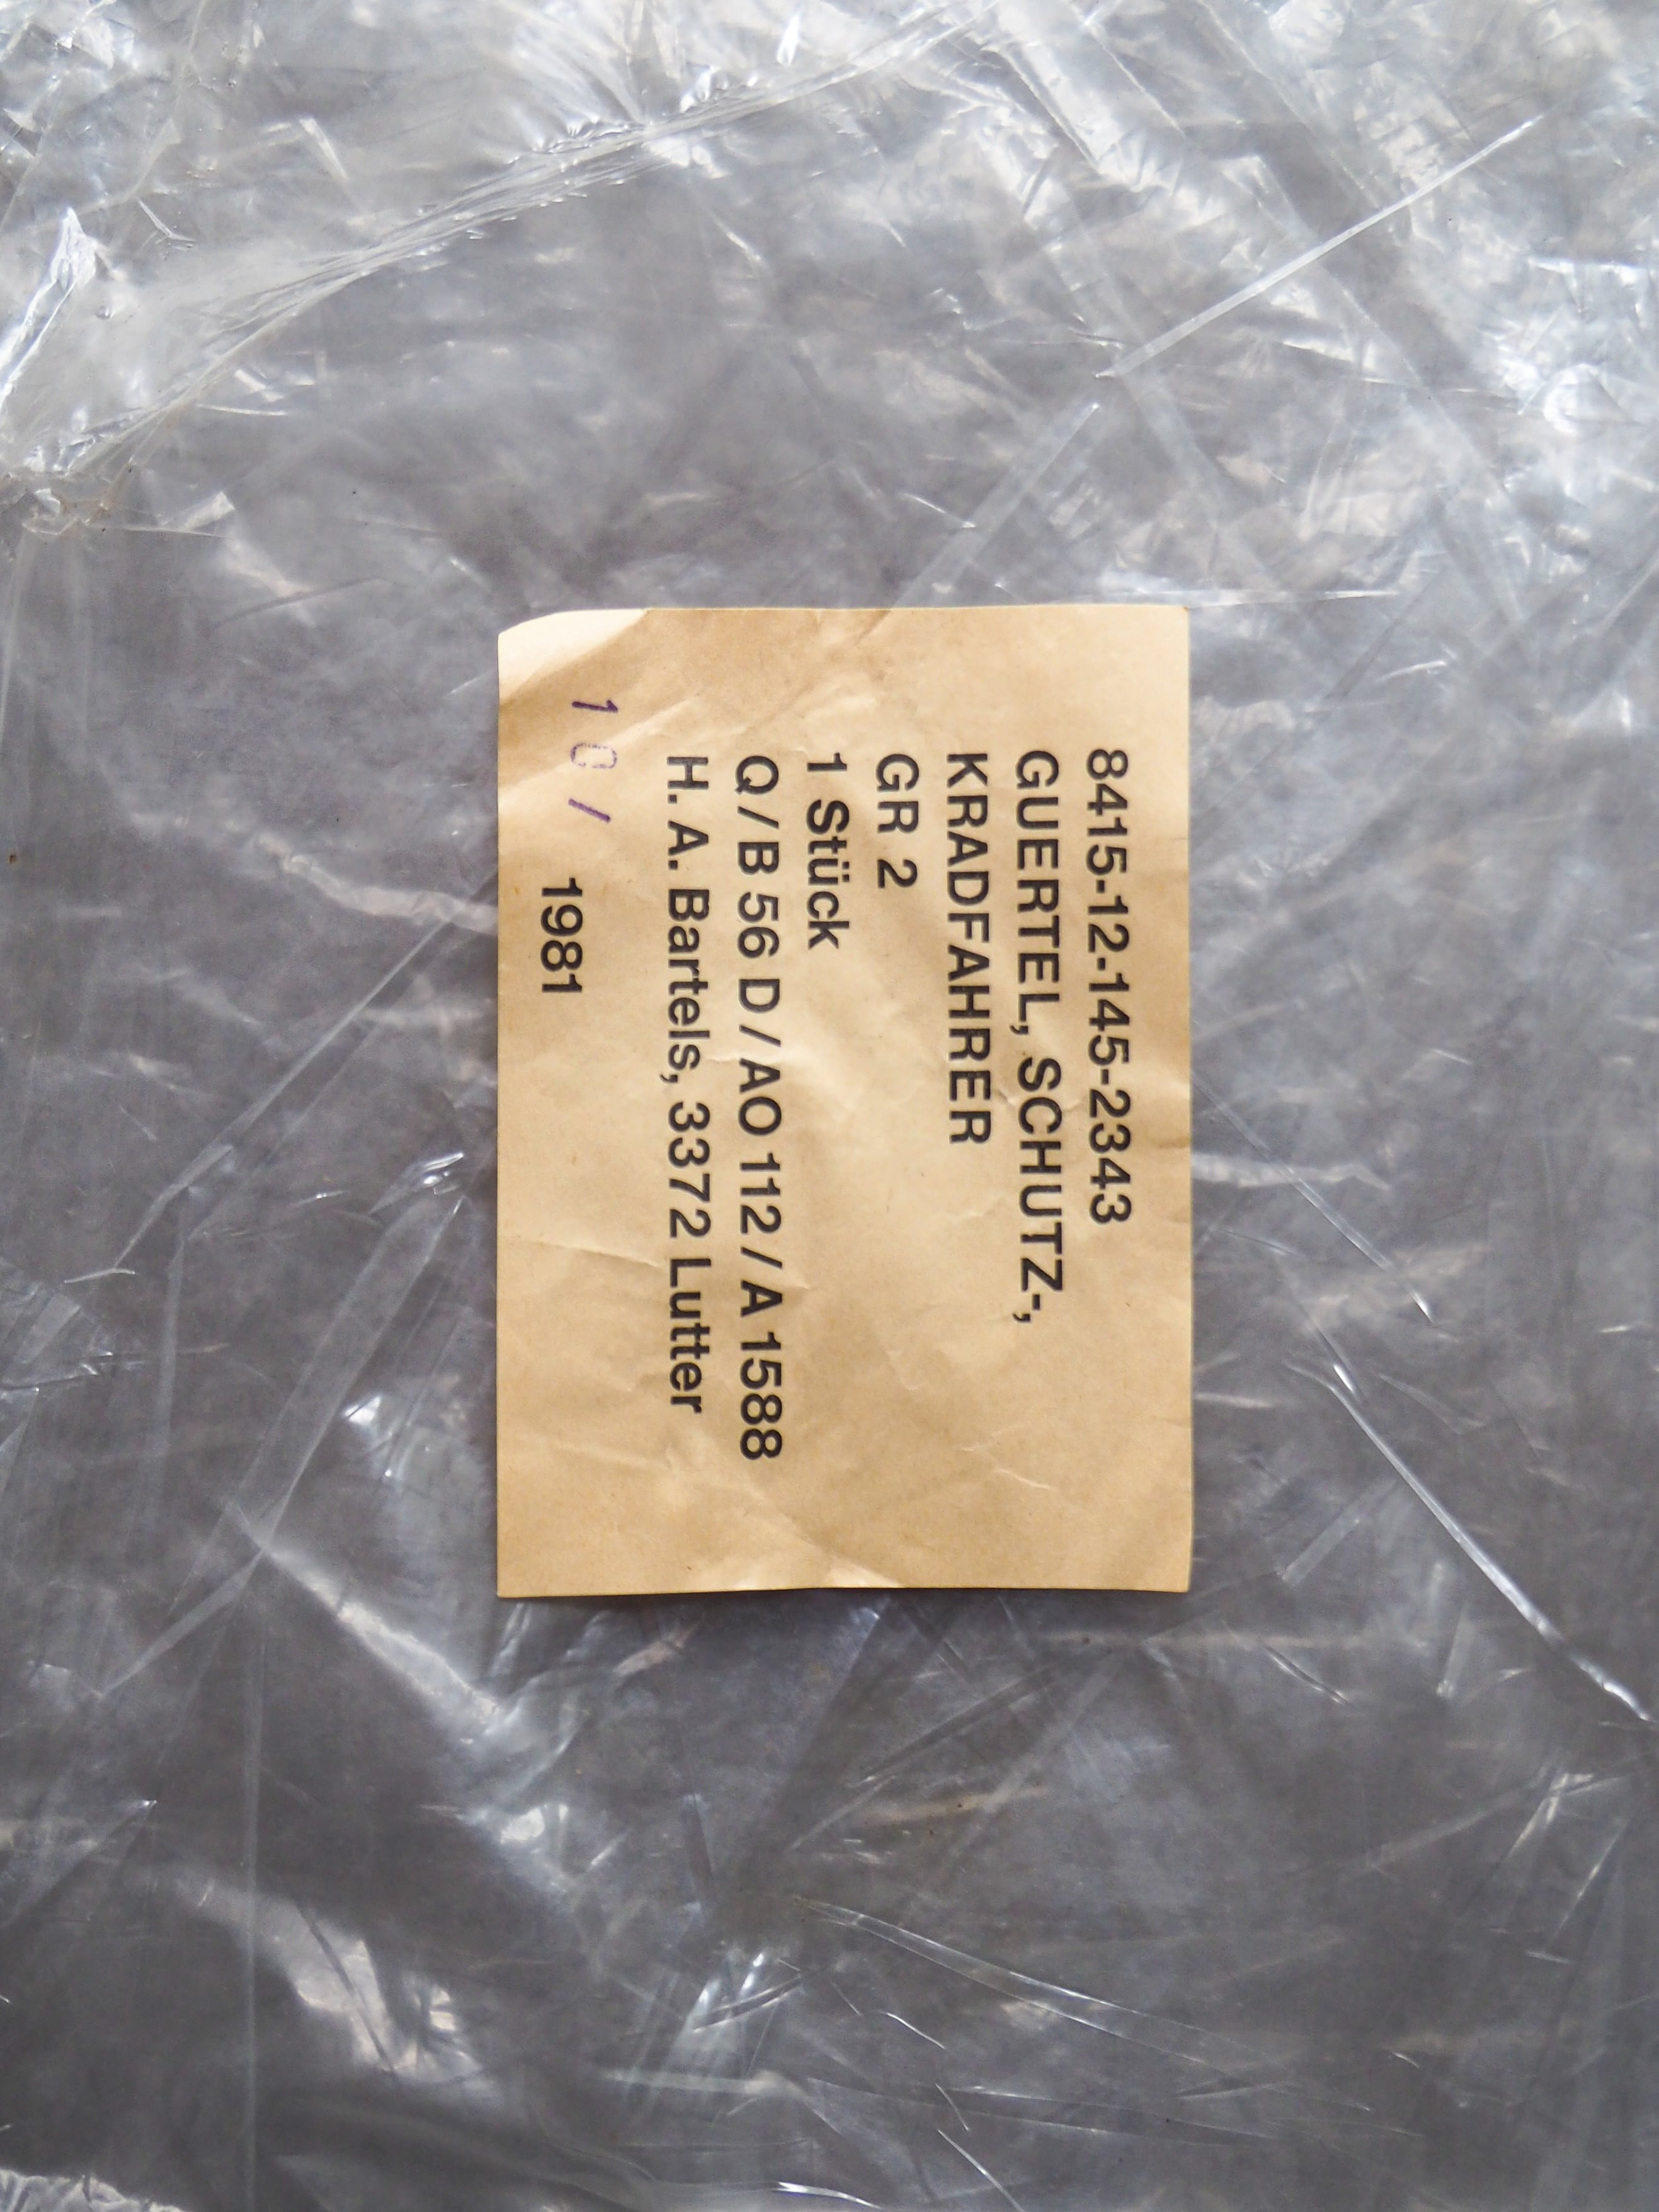 8415-12-145-2343
GUERTEL, SCHUTZ-,
KRADFAHRER
GR 2
1 Stück
Q / B 56 D / AO 112 / A 1588
H. A. Bartels, 3372 Lutter
10/ 1981